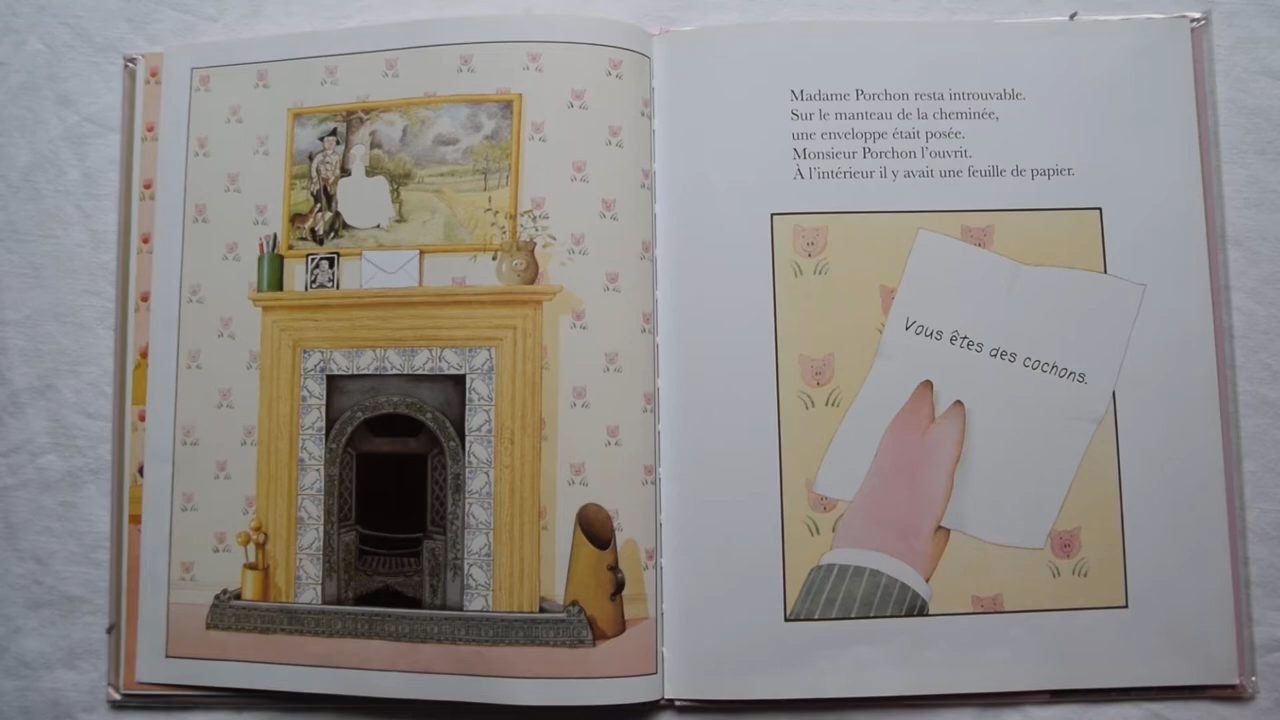 Madame Porchon resta introuvable.
Sur le manteau de la cheminée,
une enveloppe était posée.
Monsieur Porchon l'ouvrit.
À l'intérieur il y avait une feuille de papier.
Vous êtes des cochons.